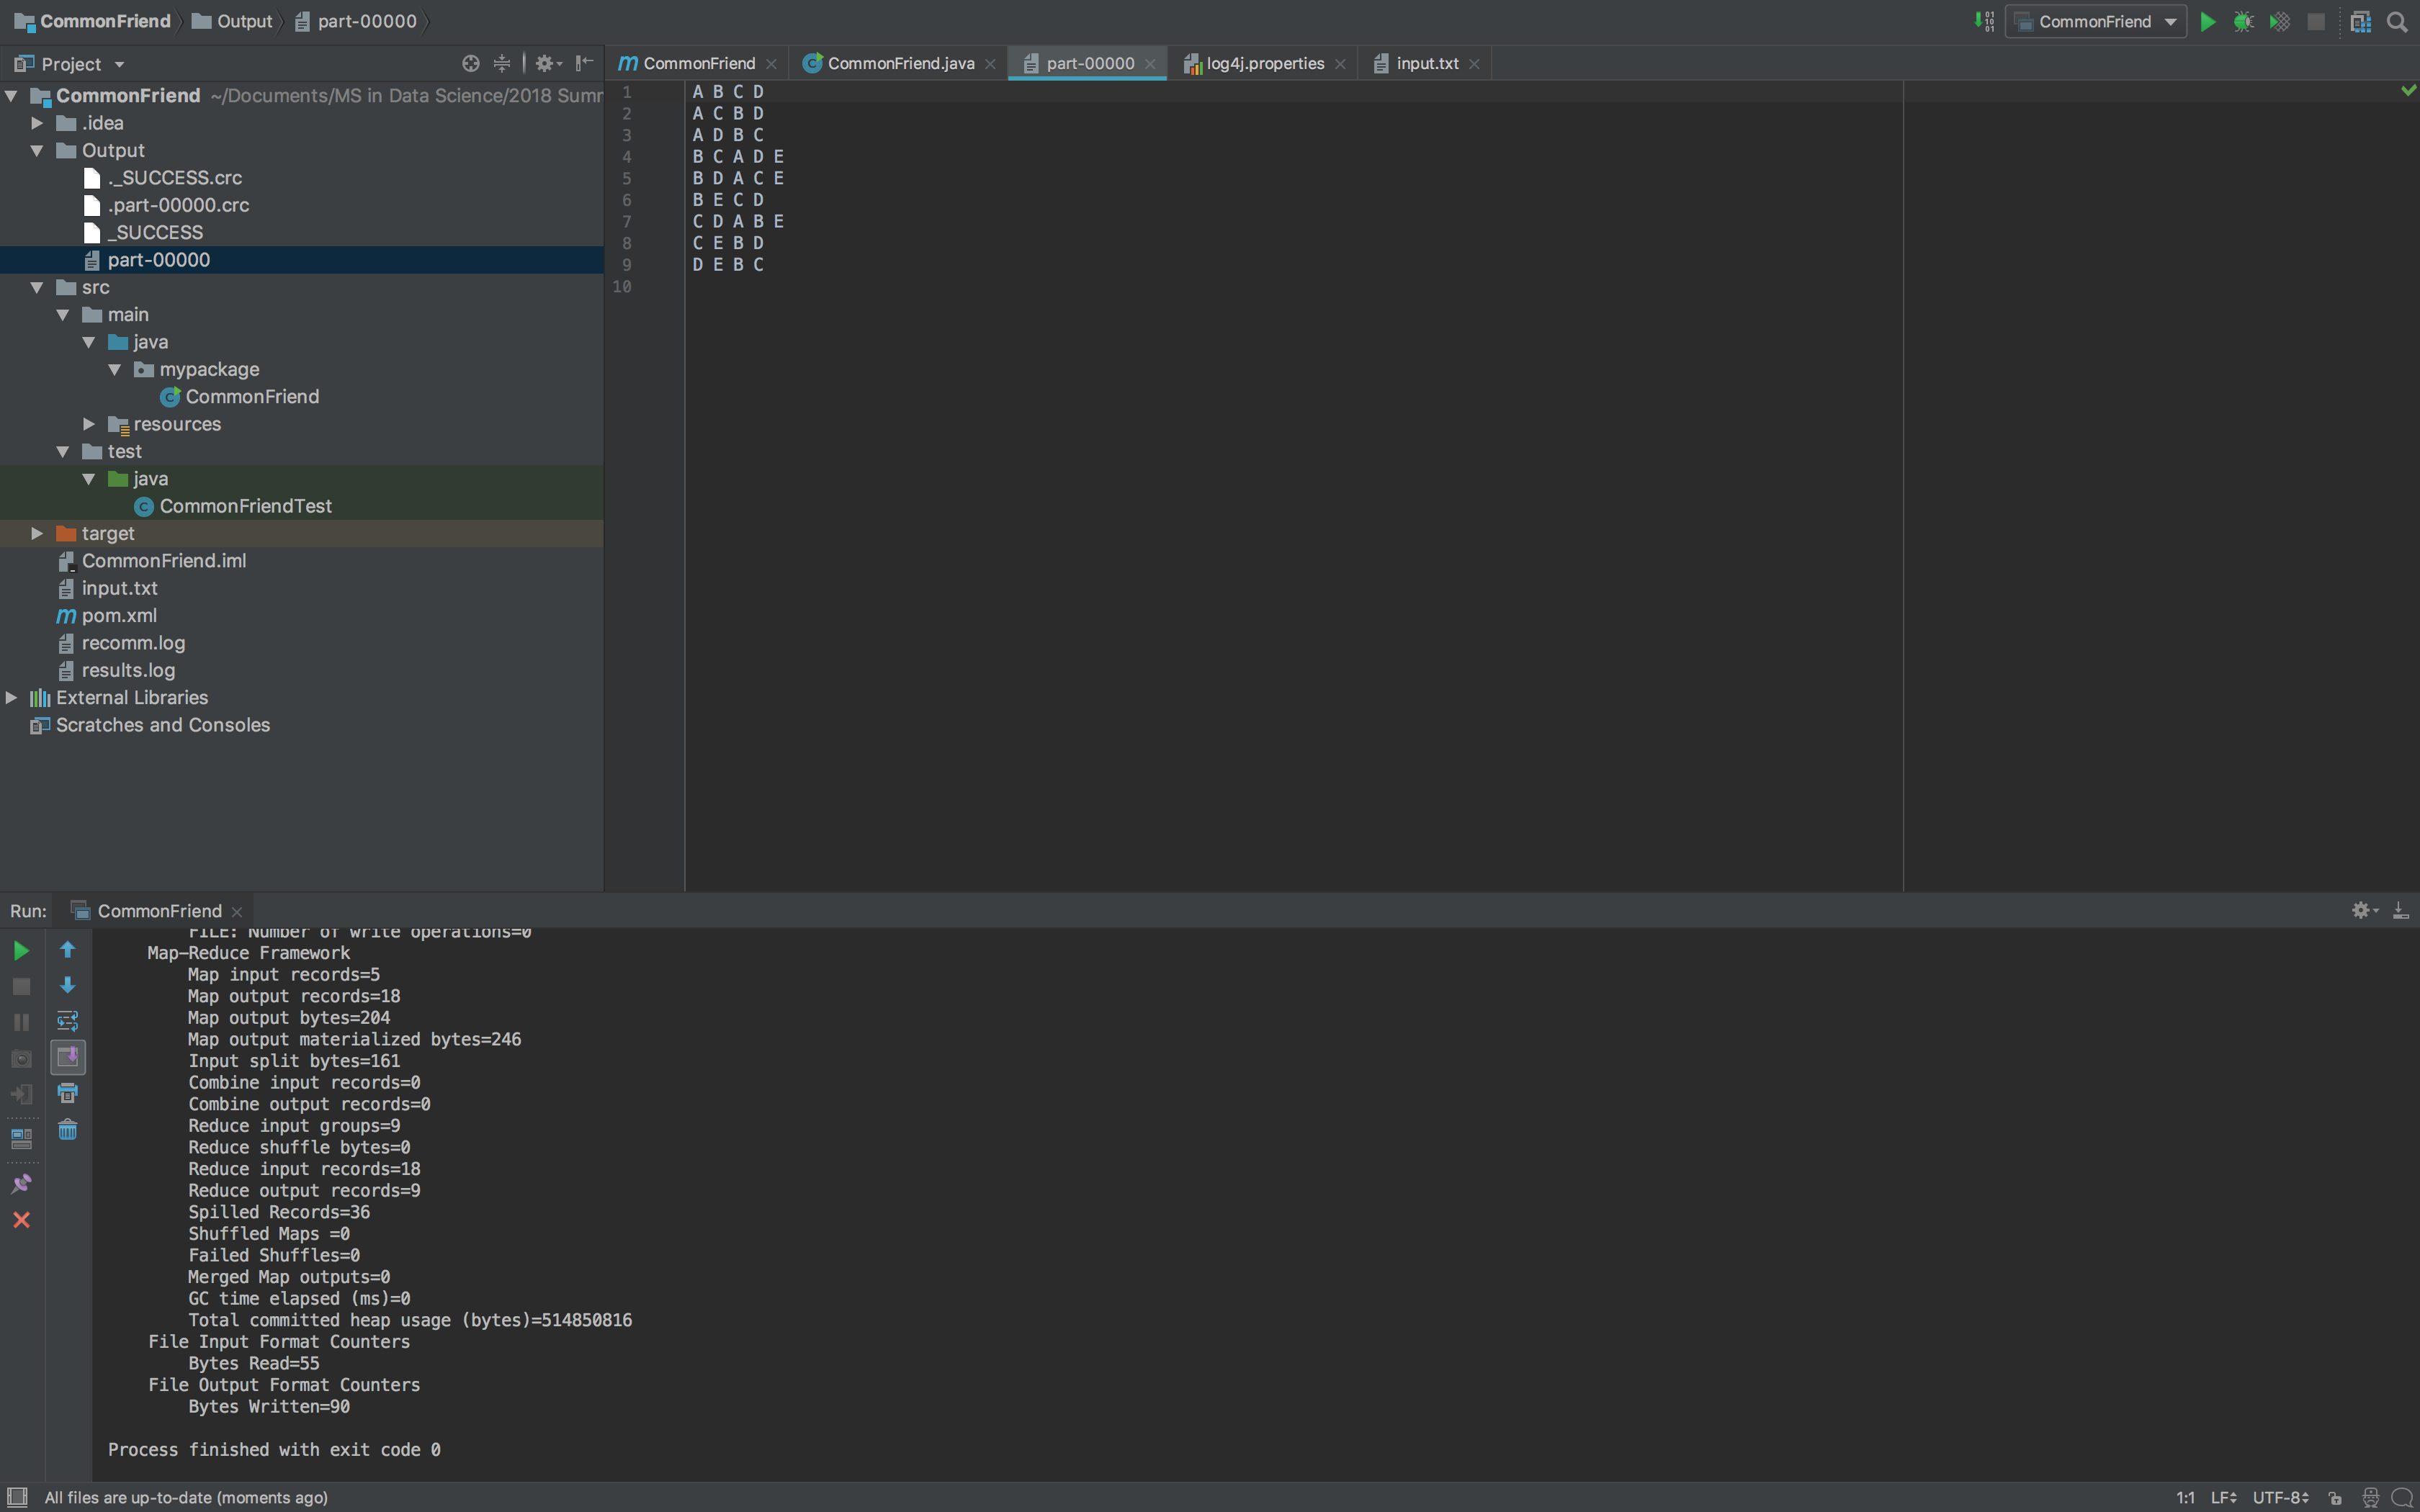 CommonFriend Output part-00000 CommonFriend
Project CommonFriend CommonFriend.java part-00000 log4j.properties input.txt
CommonFriend ~/Documents/MS in Data Science/2018 Summ
.idea
Output
._SUCCESS.crc
.part-00000.crc
_SUCCESS
part-00000
src
main
java
mypackage
CommonFriend
resources
test
java
CommonFriendTest
target
CommonFriend.iml
input.txt
pom.xml
recomm.log
results.log
External Libraries
Scratches and Consoles
1 A B C D
2 A C B D
3 A D B C
4 B C A D E
5 B D A C E
6 B E C D
7 C D A B E
8 C E B D
9 D E B C
10
Run: CommonFriend
FILE: Number of write operations=0
Map-Reduce Framework
Map input records=5
Map output records=18
Map output bytes=204
Map output materialized bytes=246
Input split bytes=161
Combine input records=0
Combine output records=0
Reduce input groups=9
Reduce shuffle bytes=0
Reduce input records=18
Reduce output records=9
Spilled Records=36
Shuffled Maps =0
Failed Shuffles=0
Merged Map outputs=0
GC time elapsed (ms)=0
Total committed heap usage (bytes)=514850816
File Input Format Counters
Bytes Read=55
File Output Format Counters
Bytes Written=90
Process finished with exit code 0
All files are up-to-date (moments ago) 1:1 LF UTF-8